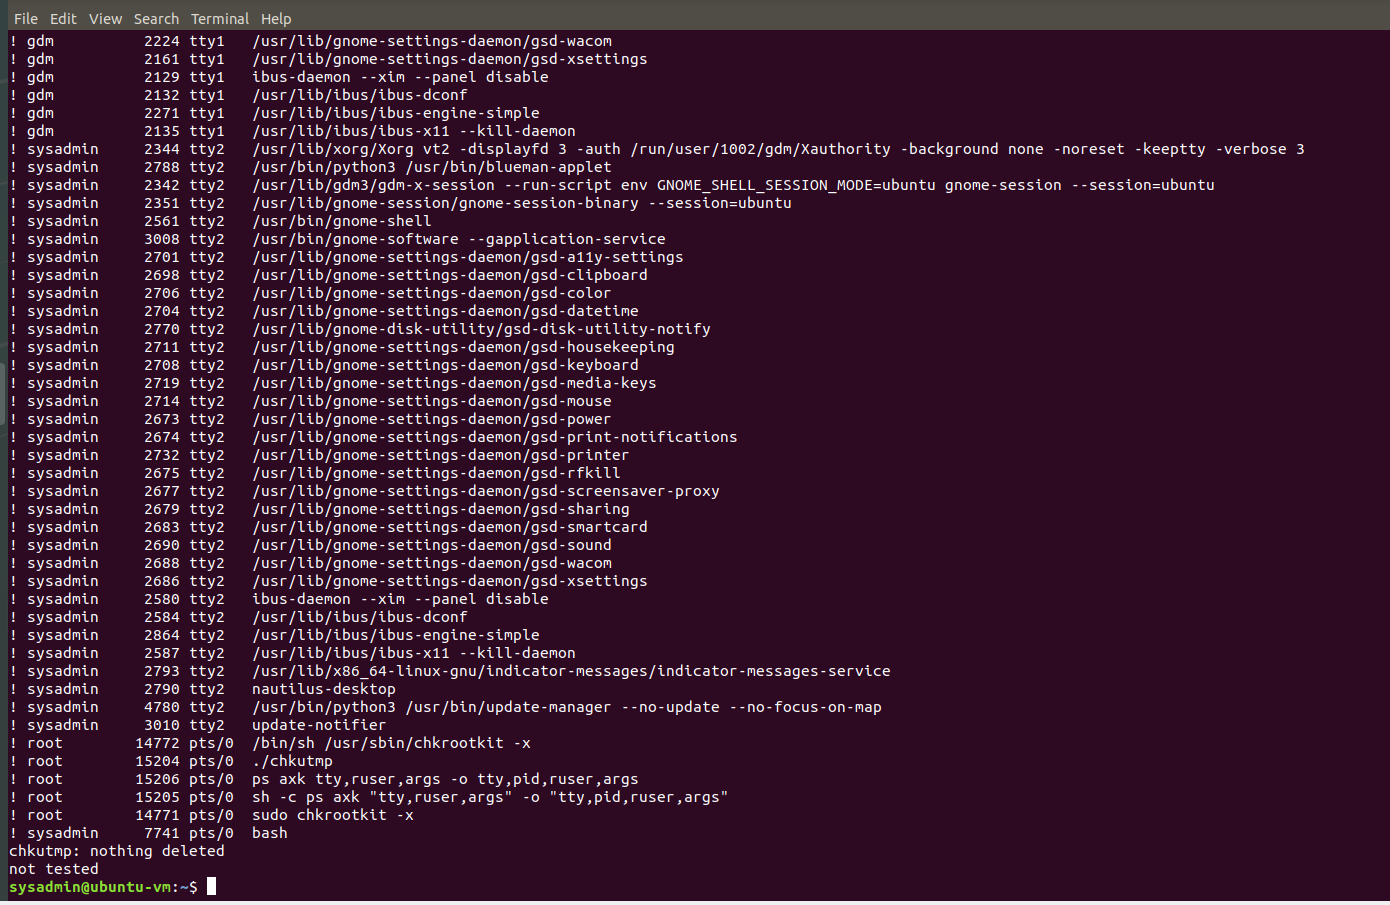 File Edit View Search Terminal Help
! gdm 2224 tty1 /usr/lib/gnome-settings-daemon/gsd-wacom
! gdm 2161 tty1 /usr/lib/gnome-settings-daemon/gsd-xsettings
! gdm 2129 tty1 ibus-daemon --xim --panel disable
! gdm 2132 tty1 /usr/lib/ibus/ibus-dconf
! gdm 2271 tty1 /usr/lib/ibus/ibus-engine-simple
! gdm 2135 tty1 /usr/lib/ibus/ibus-x11 --kill-daemon
! sysadmin 2344 tty2 /usr/lib/xorg/Xorg vt2 -displayfd 3 -auth /run/user/1002/gdm/Xauthority -background none -noreset -keeptty -verbose 3
! sysadmin 2788 tty2 /usr/bin/python3 /usr/bin/blueman-applet
! sysadmin 2342 tty2 /usr/lib/gdm3/gdm-x-session --run-script env GNOME_SHELL_SESSION_MODE=ubuntu gnome-session --session=ubuntu
! sysadmin 2351 tty2 /usr/lib/gnome-session/gnome-session-binary --session=ubuntu
! sysadmin 2561 tty2 /usr/bin/gnome-shell
! sysadmin 3008 tty2 /usr/bin/gnome-software --gapplication-service
! sysadmin 2701 tty2 /usr/lib/gnome-settings-daemon/gsd-a11y-settings
! sysadmin 2698 tty2 /usr/lib/gnome-settings-daemon/gsd-clipboard
! sysadmin 2706 tty2 /usr/lib/gnome-settings-daemon/gsd-color
! sysadmin 2704 tty2 /usr/lib/gnome-settings-daemon/gsd-datetime
! sysadmin 2770 tty2 /usr/lib/gnome-disk-utility/gsd-disk-utility-notify
! sysadmin 2711 tty2 /usr/lib/gnome-settings-daemon/gsd-housekeeping
! sysadmin 2708 tty2 /usr/lib/gnome-settings-daemon/gsd-keyboard
! sysadmin 2719 tty2 /usr/lib/gnome-settings-daemon/gsd-media-keys
! sysadmin 2714 tty2 /usr/lib/gnome-settings-daemon/gsd-mouse
! sysadmin 2673 tty2 /usr/lib/gnome-settings-daemon/gsd-power
! sysadmin 2674 tty2 /usr/lib/gnome-settings-daemon/gsd-print-notifications
! sysadmin 2732 tty2 /usr/lib/gnome-settings-daemon/gsd-printer
! sysadmin 2675 tty2 /usr/lib/gnome-settings-daemon/gsd-rfkill
! sysadmin 2677 tty2 /usr/lib/gnome-settings-daemon/gsd-screensaver-proxy
! sysadmin 2679 tty2 /usr/lib/gnome-settings-daemon/gsd-sharing
! sysadmin 2683 tty2 /usr/lib/gnome-settings-daemon/gsd-smartcard
! sysadmin 2690 tty2 /usr/lib/gnome-settings-daemon/gsd-sound
! sysadmin 2688 tty2 /usr/lib/gnome-settings-daemon/gsd-wacom
! sysadmin 2686 tty2 /usr/lib/gnome-settings-daemon/gsd-xsettings
! sysadmin 2580 tty2 ibus-daemon --xim --panel disable
! sysadmin 2584 tty2 /usr/lib/ibus/ibus-dconf
! sysadmin 2864 tty2 /usr/lib/ibus/ibus-engine-simple
! sysadmin 2587 tty2 /usr/lib/ibus/ibus-x11 --kill-daemon
! sysadmin 2793 tty2 /usr/lib/x86_64-linux-gnu/indicator-messages/indicator-messages-service
! sysadmin 2790 tty2 nautilus-desktop
! sysadmin 4780 tty2 /usr/bin/python3 /usr/bin/update-manager --no-update --no-focus-on-map
! sysadmin 3010 tty2 update-notifier
! root 14772 pts/0 /bin/sh /usr/sbin/chkrootkit -x
! root 15204 pts/0 ./chkutmp
! root 15206 pts/0 ps axk tty,ruser,args -o tty,pid,ruser,args
! root 15205 pts/0 sh -c ps axk "tty,ruser,args" -o "tty,pid,ruser,args"
! root 14771 pts/0 sudo chkrootkit -x
! sysadmin 7741 pts/0 bash
chkutmp: nothing deleted
not tested
sysadmin@ubuntu-vm:~$